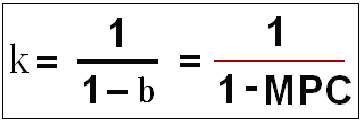 k = 1 / 1 – b = 1 / 1 - MPC